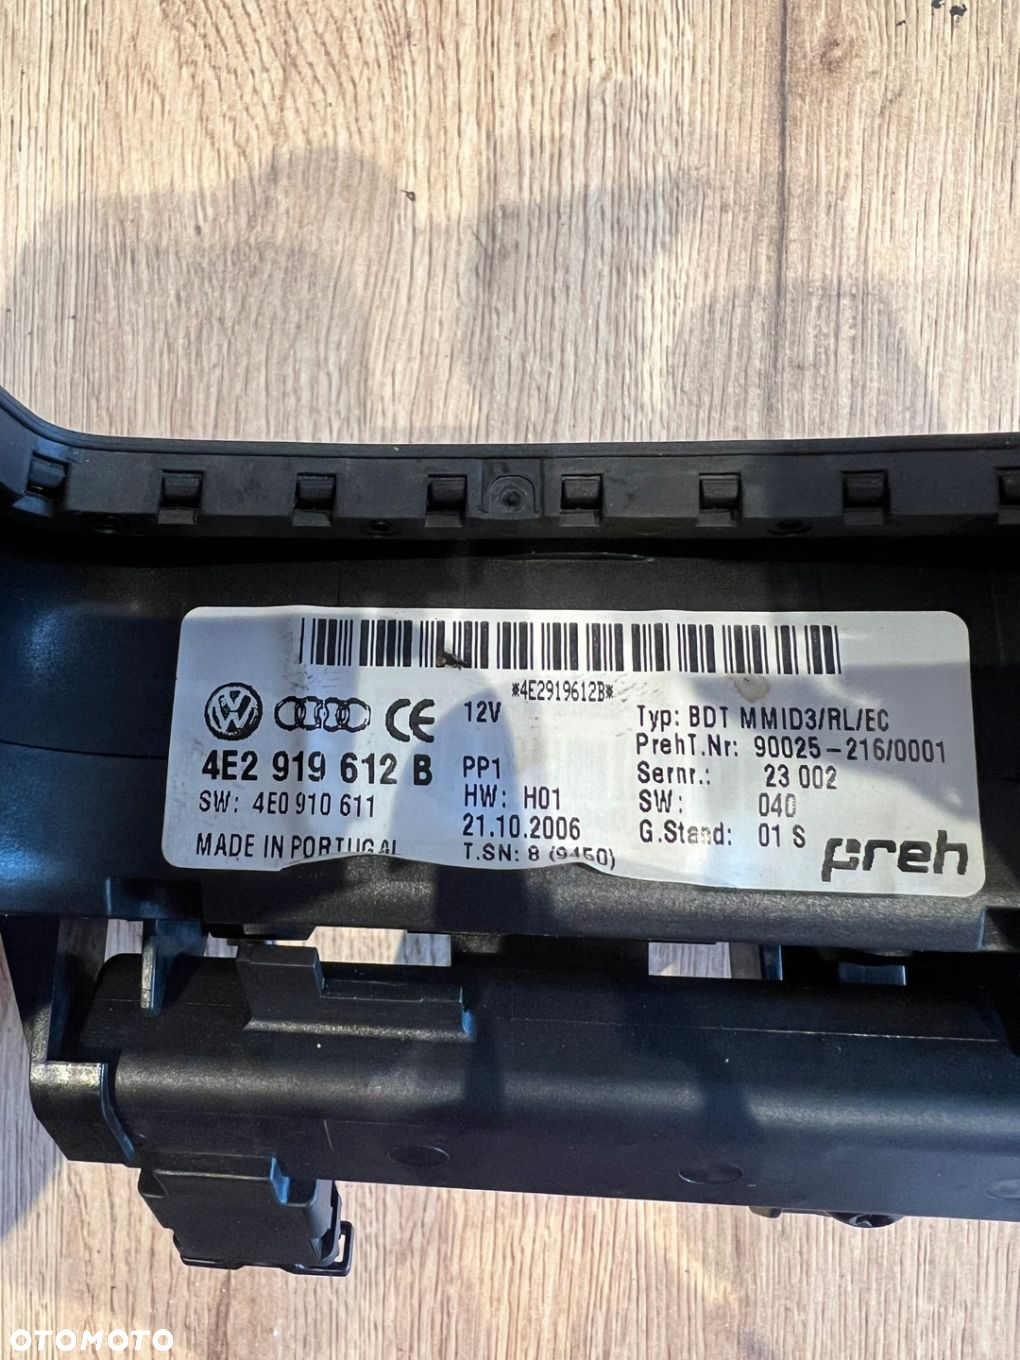 *4E2919612B*
12V
Typ: BDT MMID3/RL/EC
PrehT.Nr: 90025-216/0001
4E2 919 612 B
PP1
Sernr.: 23 002
SW: 4E0 910 611
HW: H01
SW: 040
21.10.2006
G.Stand: 01 S
MADE IN PORTUGAL
T.SN: 8 (9450)
preh
OTOMOTO